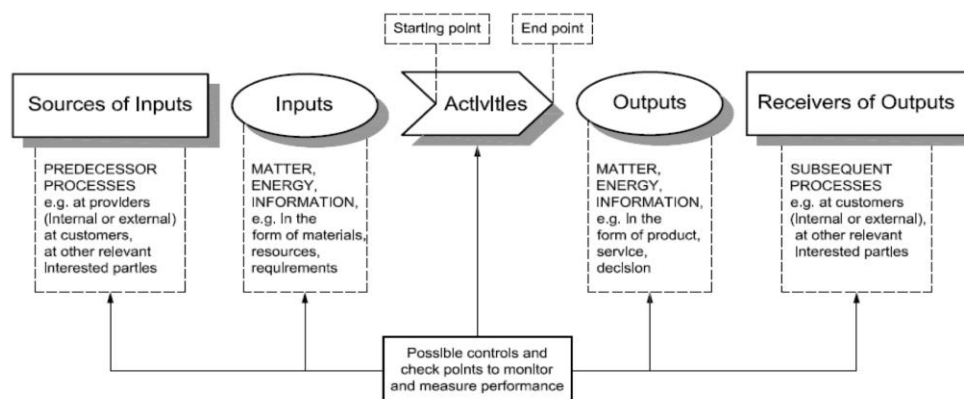 Starting point
End point
Sources of Inputs
Inputs
Activities
Outputs
Receivers of Outputs
PREDECESSOR
PROCESSES
e.g. at providers
(internal or external)
at customers,
at other relevant
interested parties
MATTER,
ENERGY,
INFORMATION,
e.g. in the
form of materials,
resources,
requirements
MATTER,
ENERGY,
INFORMATION,
e.g. in the
form of product,
service,
decision
SUBSEQUENT
PROCESSES
e.g. at customers
(internal or external),
at other relevant
interested parties
Possible controls and
check points to monitor
and measure performance